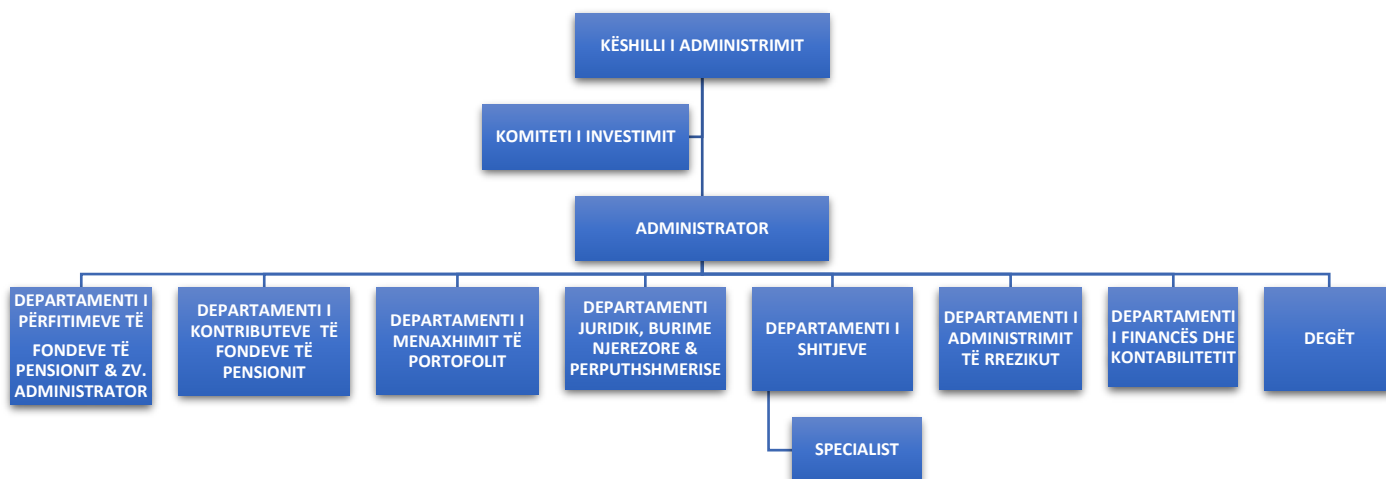 KËSHILLI I ADMINISTRIMIT
KOMITETI I INVESTIMIT
ADMINISTRATOR
DEPARTAMENTI I
PËRFITIMEVE TË
FONDEVE TË
PENSIONIT & ZV.
ADMINISTRATOR
DEPARTAMENTI I
KONTRIBUTEVE TË
FONDEVE TË
PENSIONIT
DEPARTAMENTI I
MENAXHIMIT TË
PORTOFOLIT
DEPARTAMENTI
JURIDIK, BURIME
NJEREZORE &
PERPUTHSHMERISE
DEPARTAMENTI I
SHITJEVE
DEPARTAMENTI I
ADMINISTRIMIT
TË RREZIKUT
DEPARTAMENTI
I FINANCËS DHE
KONTABILITETIT
DEGËT
SPECIALIST